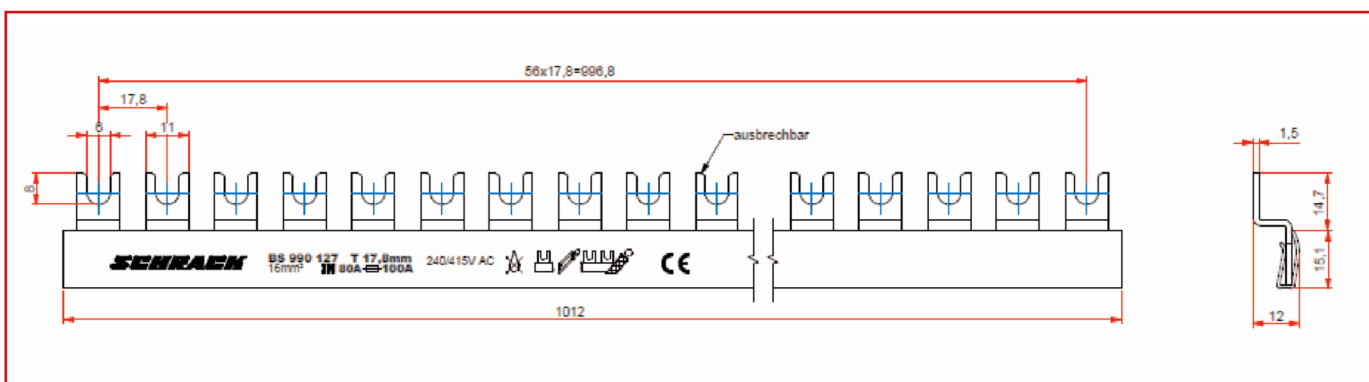 56x17,8=996,8
17,8
6
11
ausbrechbar
1,5
8
14,7
SCHRACK
BS 990 127 T 17,8mm
16mm² IN 80A 100A
240/415V AC
CE
15,1
1012
12